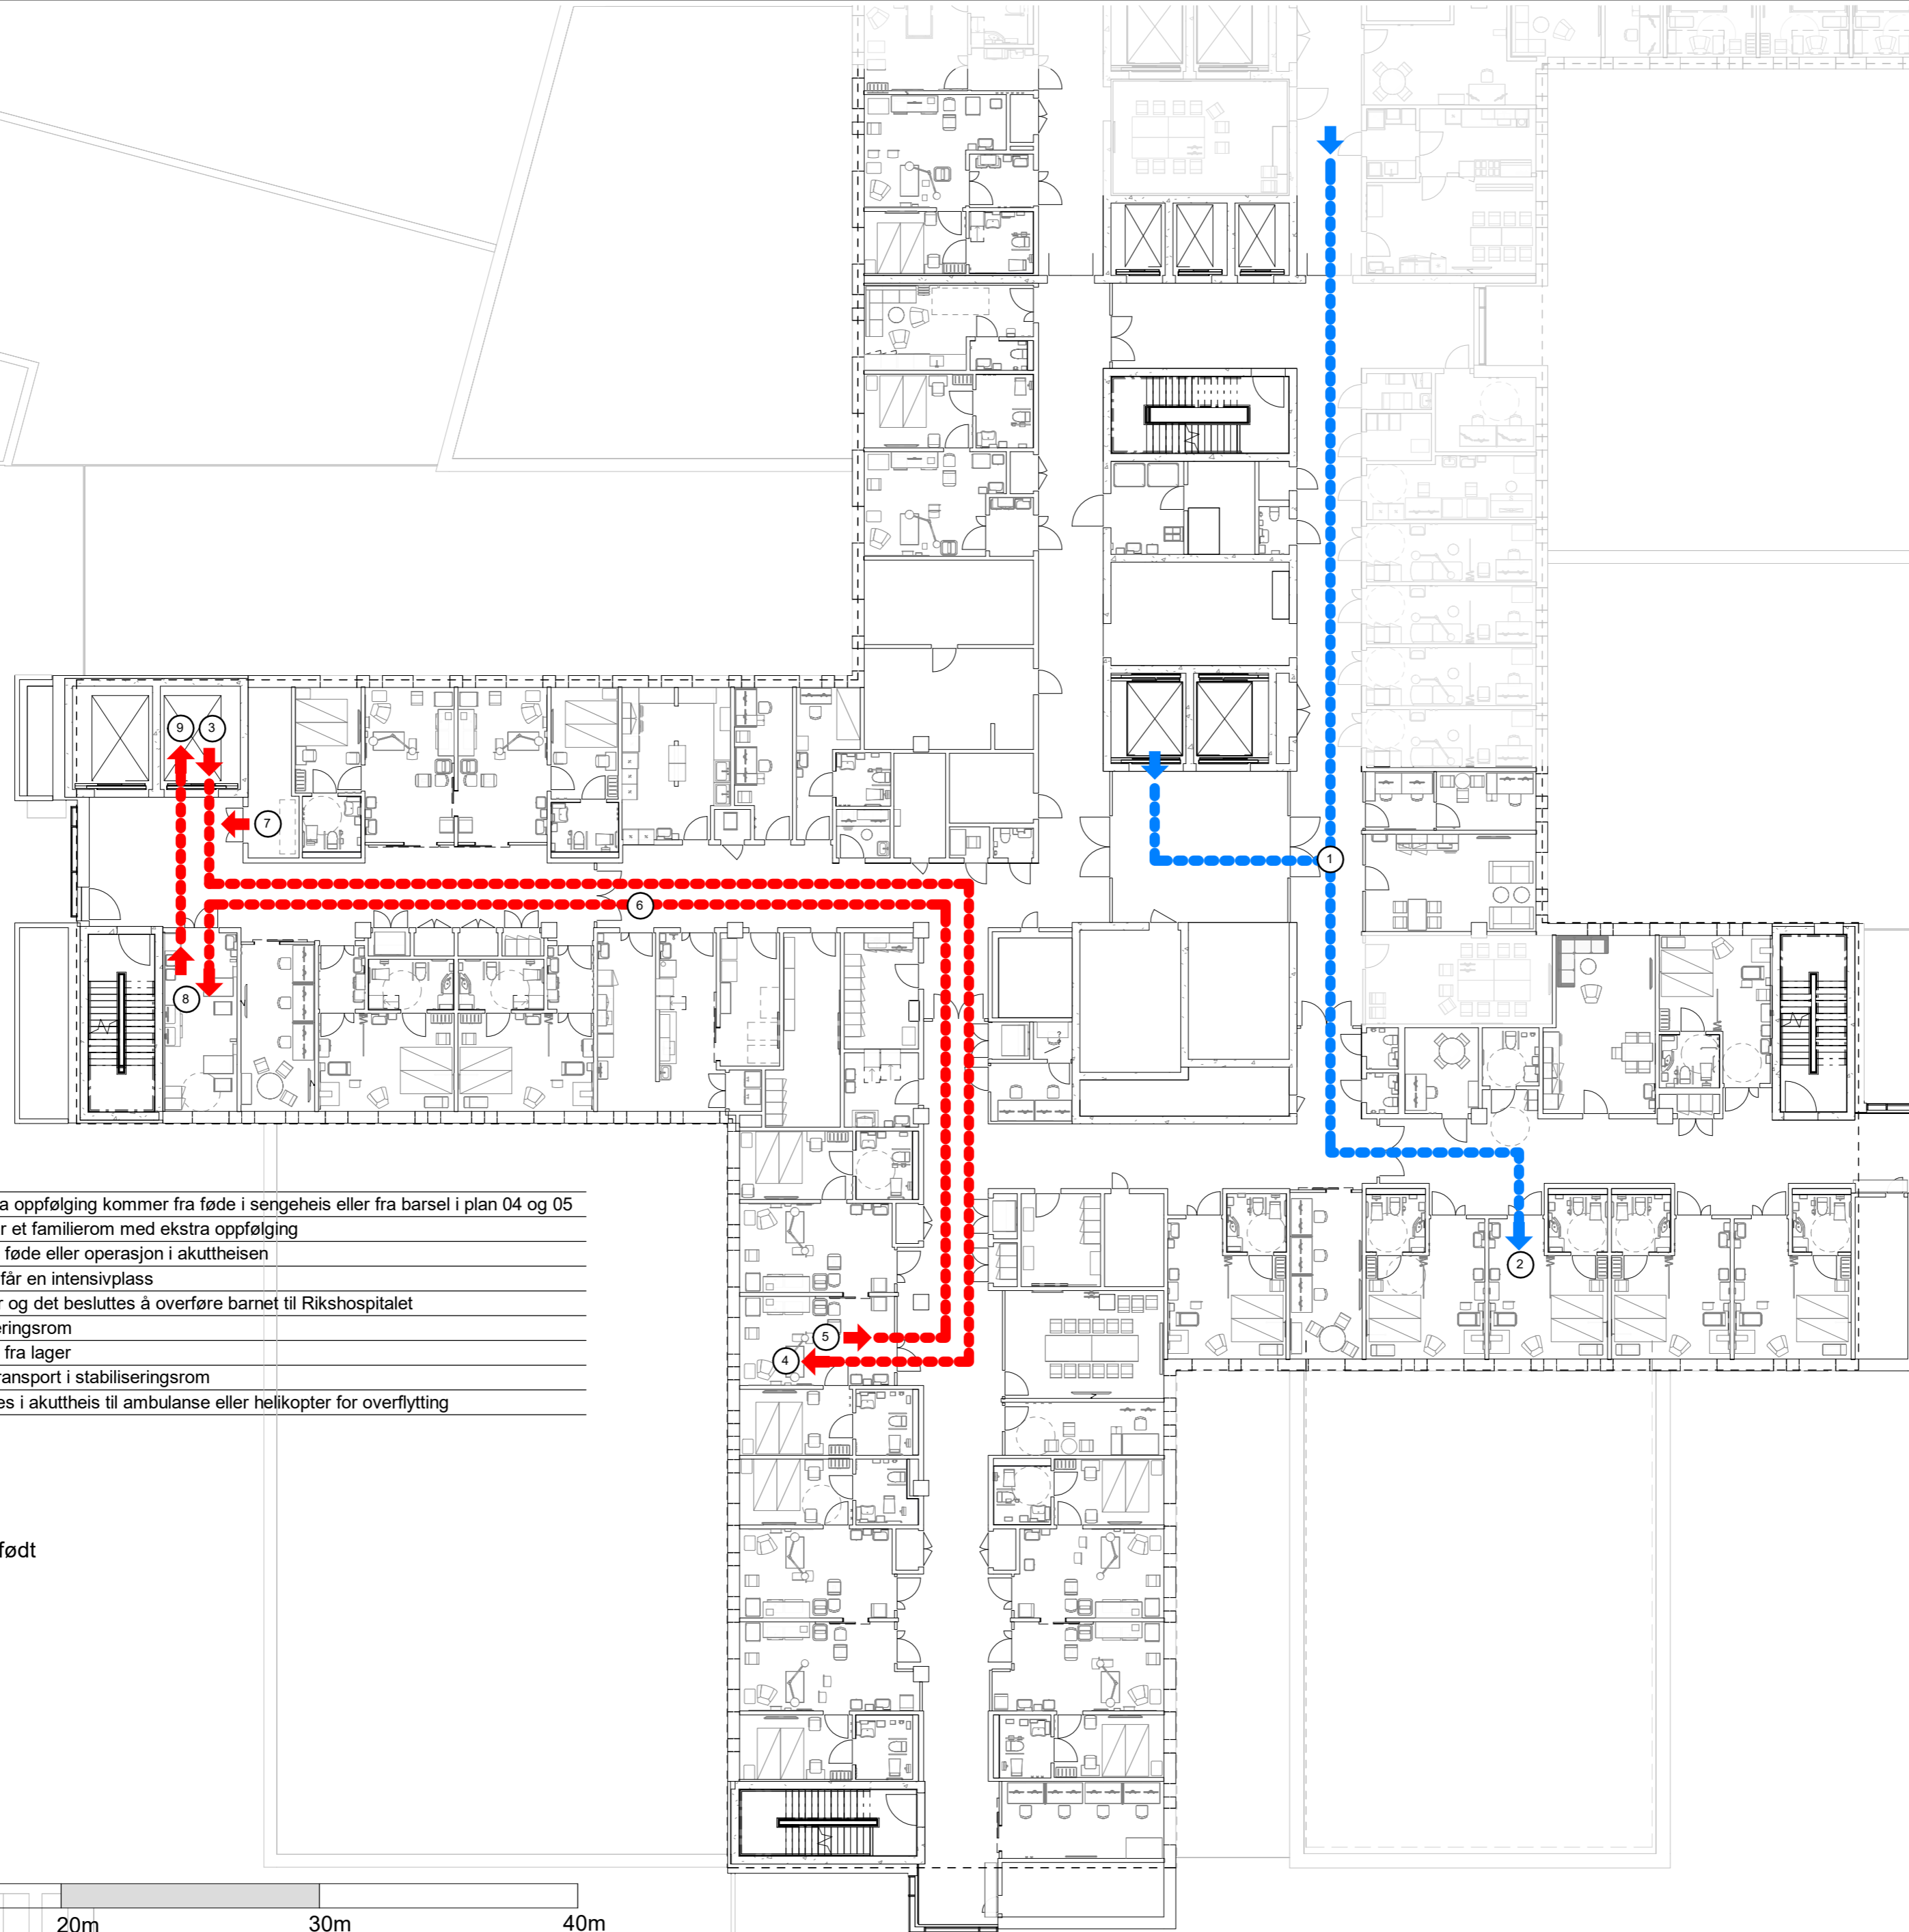 9
3
7
1
6
8
2
5
4
a oppfølging kommer fra føde i sengeheis eller fra barsel i plan 04 og 05
r et familierom med ekstra oppfølging
føde eller operasjon i akuttheisen
får en intensivplass
r og det besluttes å overføre barnet til Rikshospitalet
eringsrom
fra lager
ransport i stabiliseringsrom
es i akuttheis til ambulanse eller helikopter for overflytting
født
20m 30m 40m